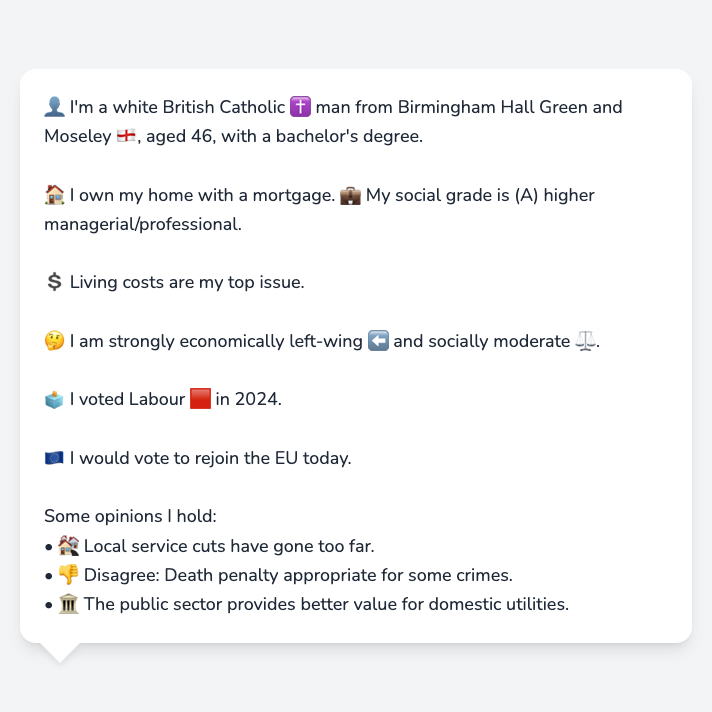 👤 I'm a white British Catholic ✝️ man from Birmingham Hall Green and
Moseley 🏴󠁧󠁢󠁥󠁮󠁧󠁿, aged 46, with a bachelor's degree.
🏠 I own my home with a mortgage. 💼 My social grade is (A) higher
managerial/professional.
💲 Living costs are my top issue.
🤔 I am strongly economically left-wing ⬅️ and socially moderate ⚖️.
🗳️ I voted Labour 🟥 in 2024.
🇪🇺 I would vote to rejoin the EU today.
Some opinions I hold:
• 🏚️ Local service cuts have gone too far.
• 👎 Disagree: Death penalty appropriate for some crimes.
• 🏛️ The public sector provides better value for domestic utilities.